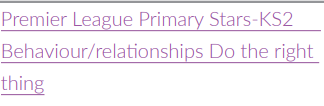 Premier League Primary Stars-KS2
Behaviour/relationships Do the right
thing